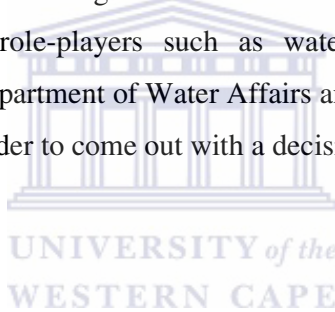 role-players such as wate
partment of Water Affairs a
der to come out with a decis
UNIVERSITY of the
WESTERN CAPE